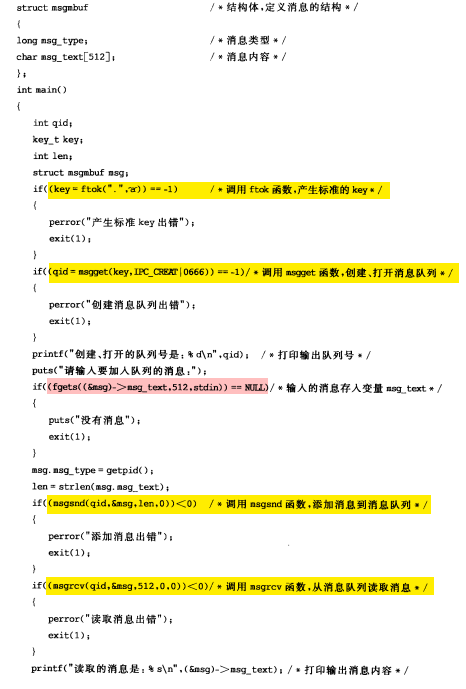 struct msgmbuf /*结构体,定义消息的结构*/
{
long msg_type; /*消息类型*/
char msg_text[512]; /*消息内容*/
};
int main()
{
int qid;
key_t key;
int len;
struct msgmbuf msg;
if((key=ftok(".",'a'))==-1) /*调用 ftok 函数,产生标准的 key*/
{
perror("产生标准 key 出错");
exit(1);
}
if((qid=msgget(key,IPC_CREAT|0666))==-1)/*调用 msgget 函数,创建、打开消息队列*/
{
perror("创建消息队列出错");
exit(1);
}
printf("创建、打开的队列号是:%d\n",qid); /*打印输出队列号*/
puts("请输入要加入队列的消息:");
if((fgets((&msg)->msg_text,512,stdin))==NULL)/*输入的消息存入变量 msg_text*/
{
puts("没有消息");
exit(1);
}
msg.msg_type=getpid();
len=strlen(msg.msg_text);
if((msgsnd(qid,&msg,len,0))<0) /*调用 msgsnd 函数,添加消息到消息队列*/
{
perror("添加消息出错");
exit(1);
}
if((msgrcv(qid,&msg,512,0,0))<0)/*调用 msgrcv 函数,从消息队列读取消息*/
{
perror("读取消息出错");
exit(1);
}
printf("读取的消息是:%s\n",(&msg)->msg_text);/*打印输出消息内容*/